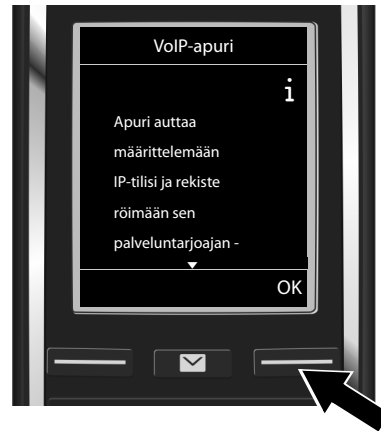 VoIP-apuri
i
Apuri auttaa
määrittelemään
IP-tilisi ja rekiste
röimään sen
palveluntarjoajan -
OK